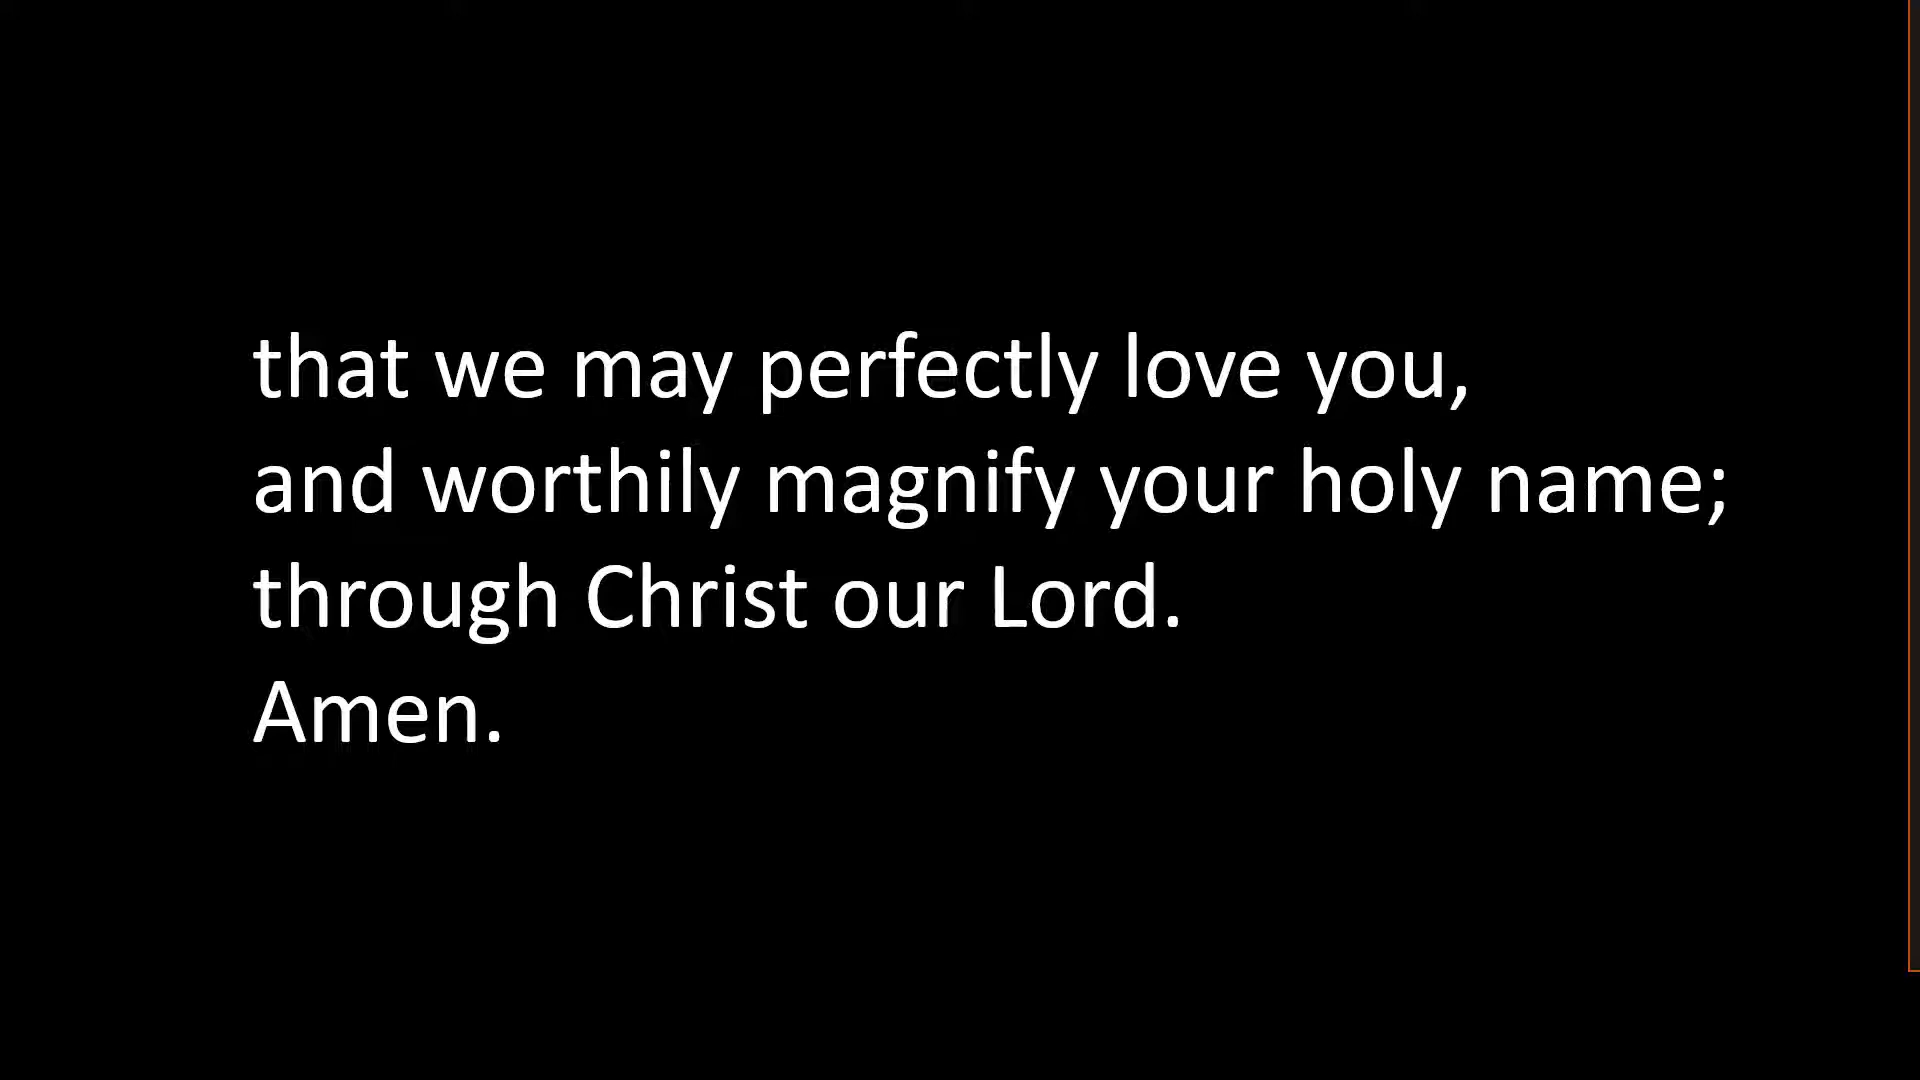 that we may perfectly love you,
and worthily magnify your holy name;
through Christ our Lord.
Amen.